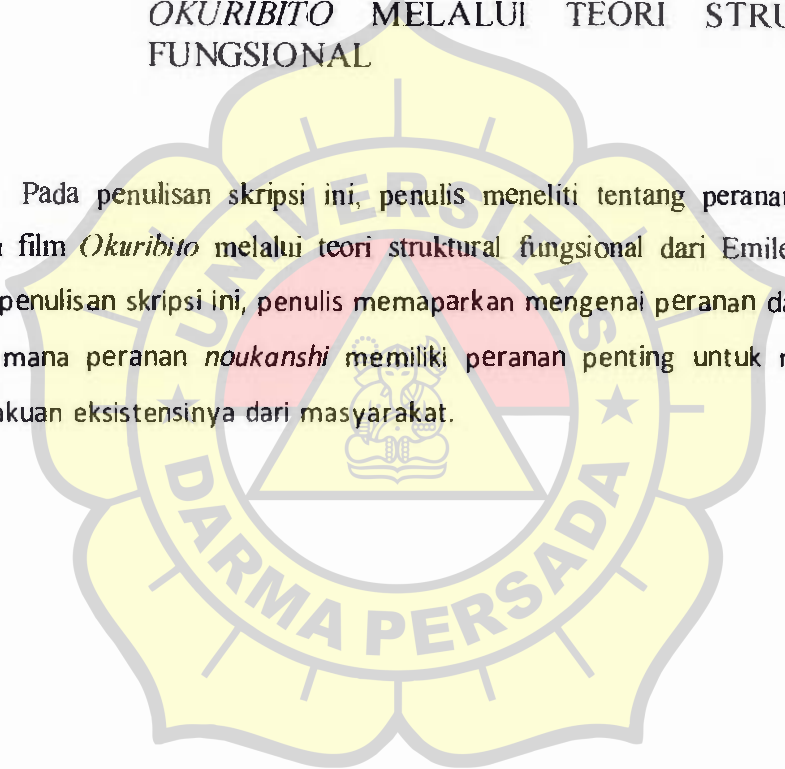 OKURIBITO MELALUI TEORI STRU
FUNGSIONAL
Pada penulisan skripsi ini, penulis meneliti tentang peranan
film Okuribito melalui teori struktural fungsional dari Emile
penulisan skripsi ini, penulis memaparkan mengenai peranan da
mana peranan noukanshi memiliki peranan penting untuk
akuan eksistensinya dari masyarakat.
UNIVERSITAS
DARMA PERSADA